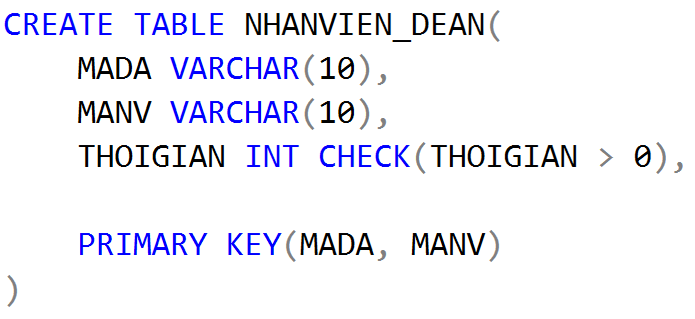 CREATE TABLE NHANVIEN_DEAN(
    MADA VARCHAR(10),
    MANV VARCHAR(10),
    THOIGIAN INT CHECK(THOIGIAN > 0),

    PRIMARY KEY(MADA, MANV)
)